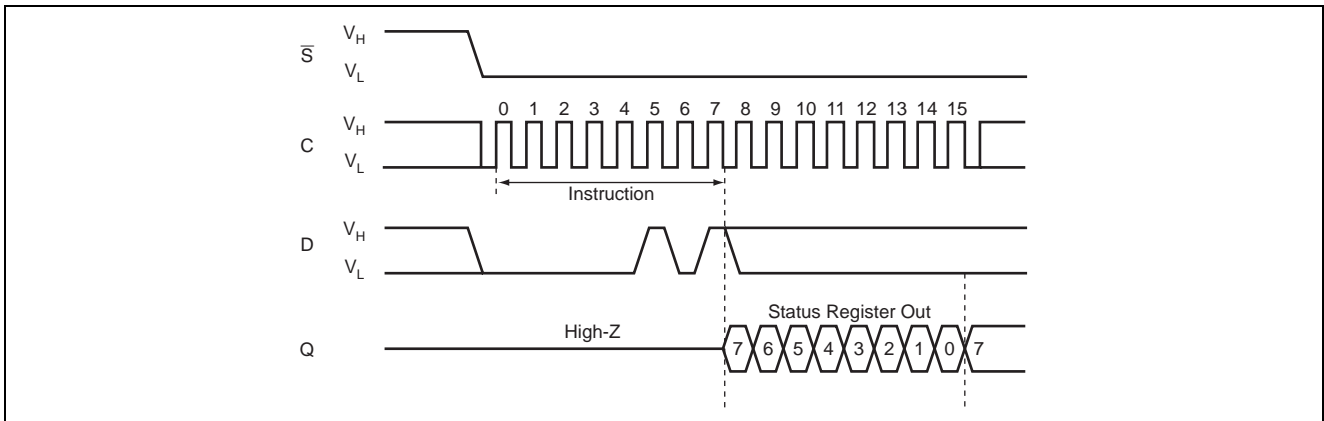 S̅
V_H
V_L
C
V_H
V_L
0 1 2 3 4 5 6 7 8 9 10 11 12 13 14 15
Instruction
D
V_H
V_L
Q
High-Z
Status Register Out
7 6 5 4 3 2 1 0 7